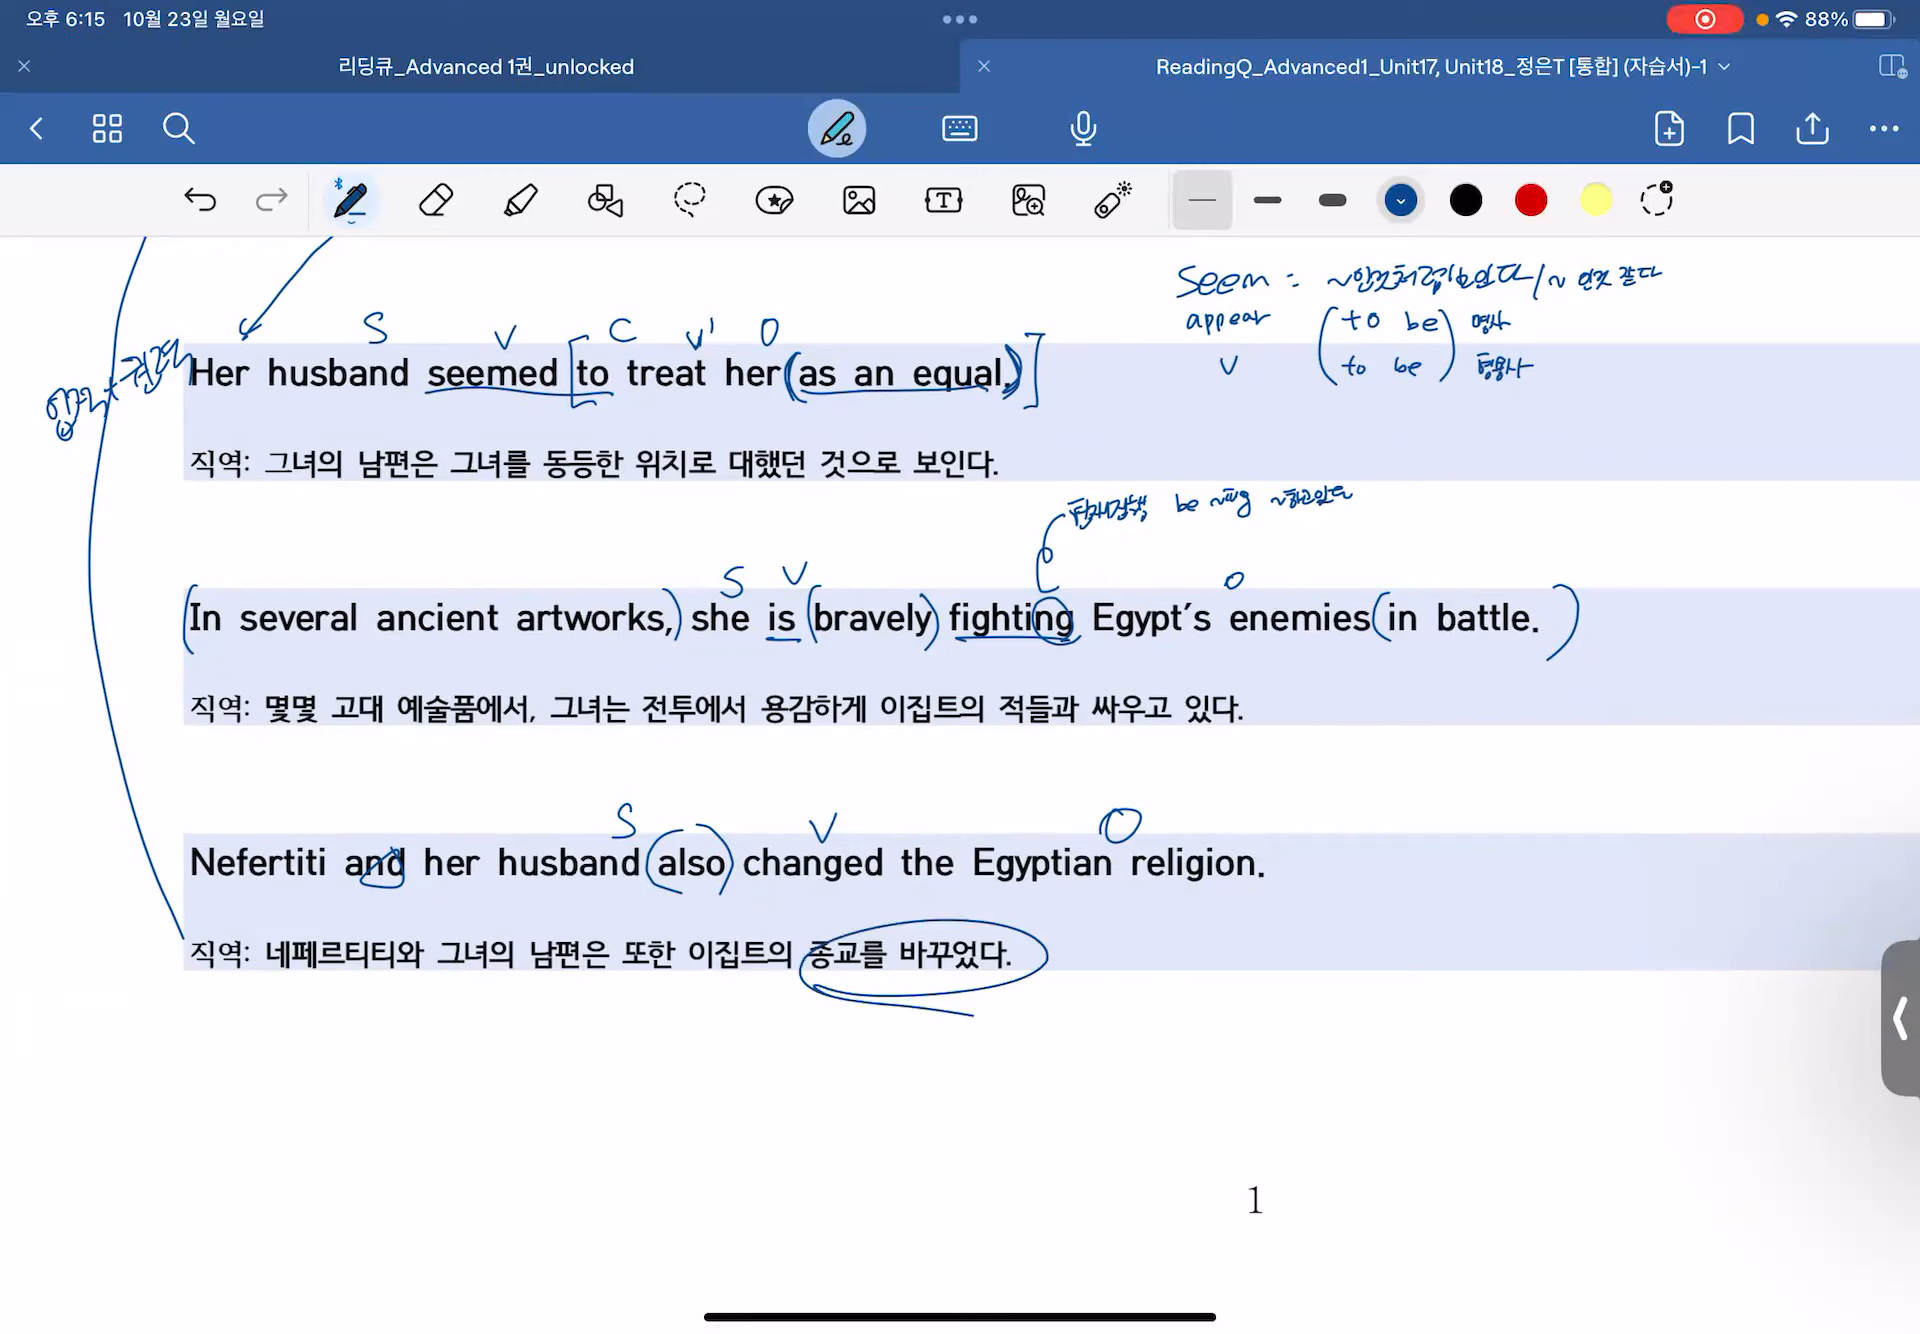 오후 6:15 10월 23일 월요일
88%
리딩큐_Advanced 1권_unlocked
ReadingQ_Advanced1_Unit17, Unit18_정은T [통합] (자습서)-1
seem : ~인것처럼 보인다/~ 인것 같다
appear (to be) 명사
V (to be) 형용사
S V C V' O
Her husband seemed [to treat her (as an equal.)]
직역: 그녀의 남편은 그녀를 동등한 위치로 대했던 것으로 보인다.
현재진행 be ~ing ~하고있다
S V O
(In several ancient artworks,) she is (bravely) fighting Egypt's enemies (in battle.)
직역: 몇몇 고대 예술품에서, 그녀는 전투에서 용감하게 이집트의 적들과 싸우고 있다.
S V O
Nefertiti and her husband (also) changed the Egyptian religion.
직역: 네페르티티와 그녀의 남편은 또한 이집트의 종교를 바꾸었다.
1